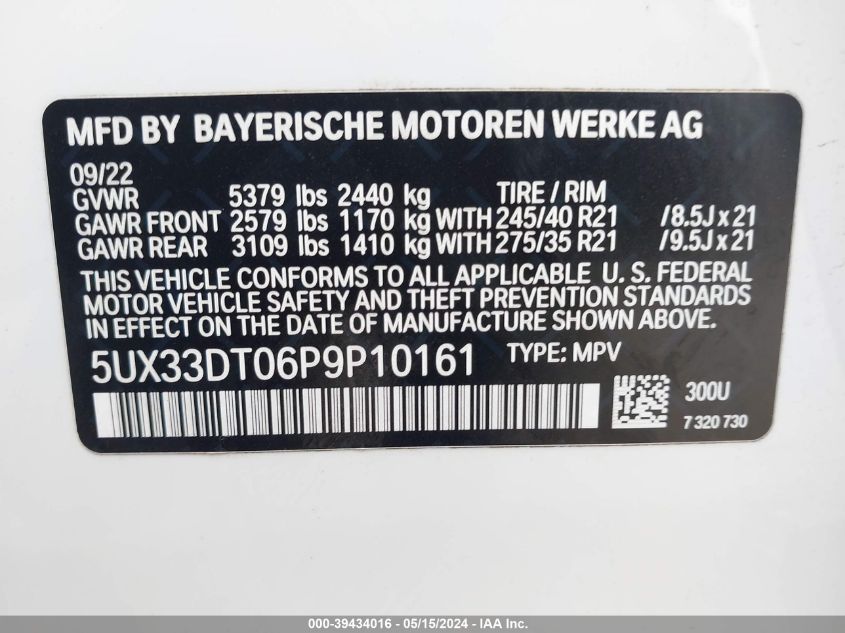 MFD BY BAYERISCHE MOTOREN WERKE AG
09/22
GVWR 5379 lbs 2440 kg TIRE / RIM
GAWR FRONT 2579 lbs 1170 kg WITH 245/40 R21 /8.5J x 21
GAWR REAR 3109 lbs 1410 kg WITH 275/35 R21 /9.5J x 21
THIS VEHICLE CONFORMS TO ALL APPLICABLE U. S. FEDERAL
MOTOR VEHICLE SAFETY AND THEFT PREVENTION STANDARDS
IN EFFECT ON THE DATE OF MANUFACTURE SHOWN ABOVE.
5UX33DT06P9P10161 TYPE: MPV
300U
7 320 730
000-39434016 - 05/15/2024 - IAA Inc.